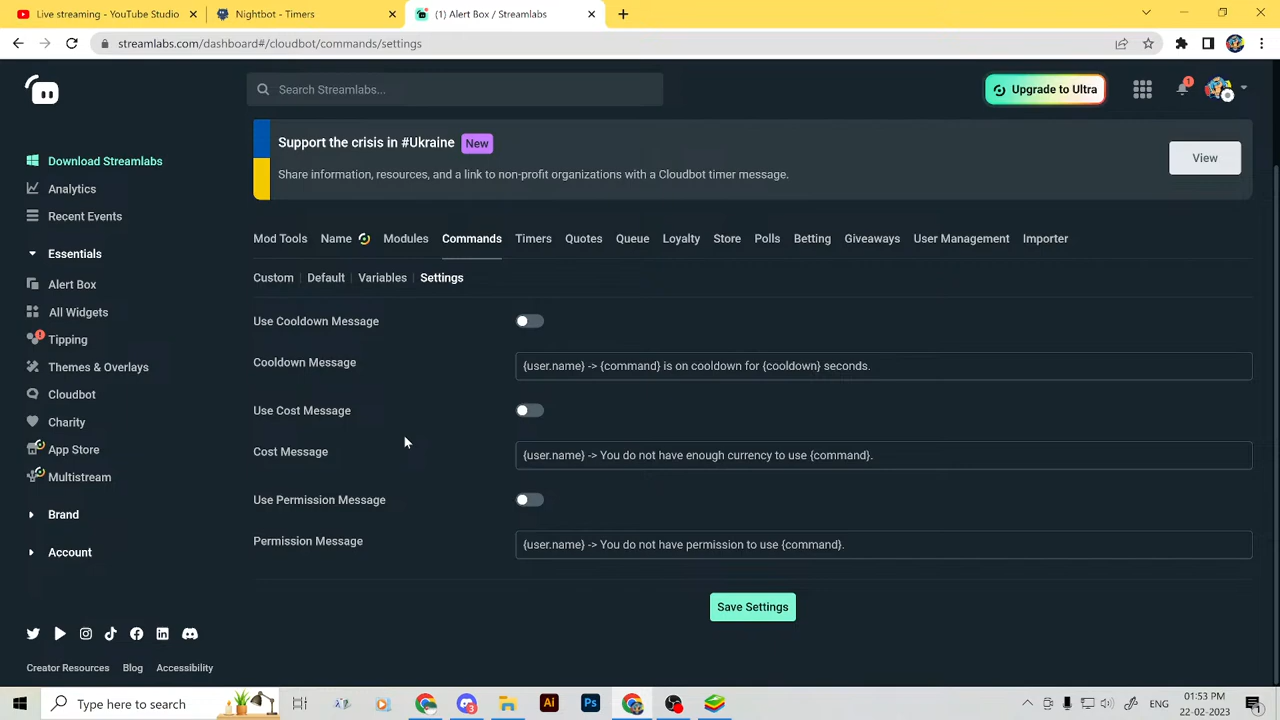 Live streaming - YouTube Studio
Nightbot - Timers
(1) Alert Box / Streamlabs
streamlabs.com/dashboard#/cloudbot/commands/settings
Search Streamlabs...
Upgrade to Ultra
1
Support the crisis in #Ukraine New
Share information, resources, and a link to non-profit organizations with a Cloudbot timer message.
View
Download Streamlabs
Analytics
Recent Events
Essentials
Alert Box
All Widgets
Tipping
Themes & Overlays
Cloudbot
Charity
App Store
Multistream
Brand
Account
Mod Tools Name Modules Commands Timers Quotes Queue Loyalty Store Polls Betting Giveaways User Management Importer
Custom Default Variables Settings
Use Cooldown Message
Cooldown Message {user.name} -> {command} is on cooldown for {cooldown} seconds.
Use Cost Message
Cost Message {user.name} -> You do not have enough currency to use {command}.
Use Permission Message
Permission Message {user.name} -> You do not have permission to use {command}.
Save Settings
Creator Resources Blog Accessibility
Type here to search
Ai
Ps
3
ENG
01:53 PM
22-02-2023
1